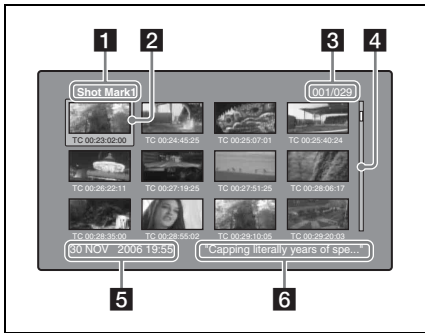 1 2 3 4
Shot Mark1 001/029
TC 00:23:02:00 TC 00:24:45:25 TC 00:25:07:01 TC 00:25:40:24
TC 00:26:22:11 TC 00:27:19:25 TC 00:27:51:25 TC 00:28:06:17
TC 00:28:35:00 TC 00:28:55:02 TC 00:29:10:05 TC 00:29:20:03
30 NOV 2006 19:55 "Capping literally years of spe..."
5 6